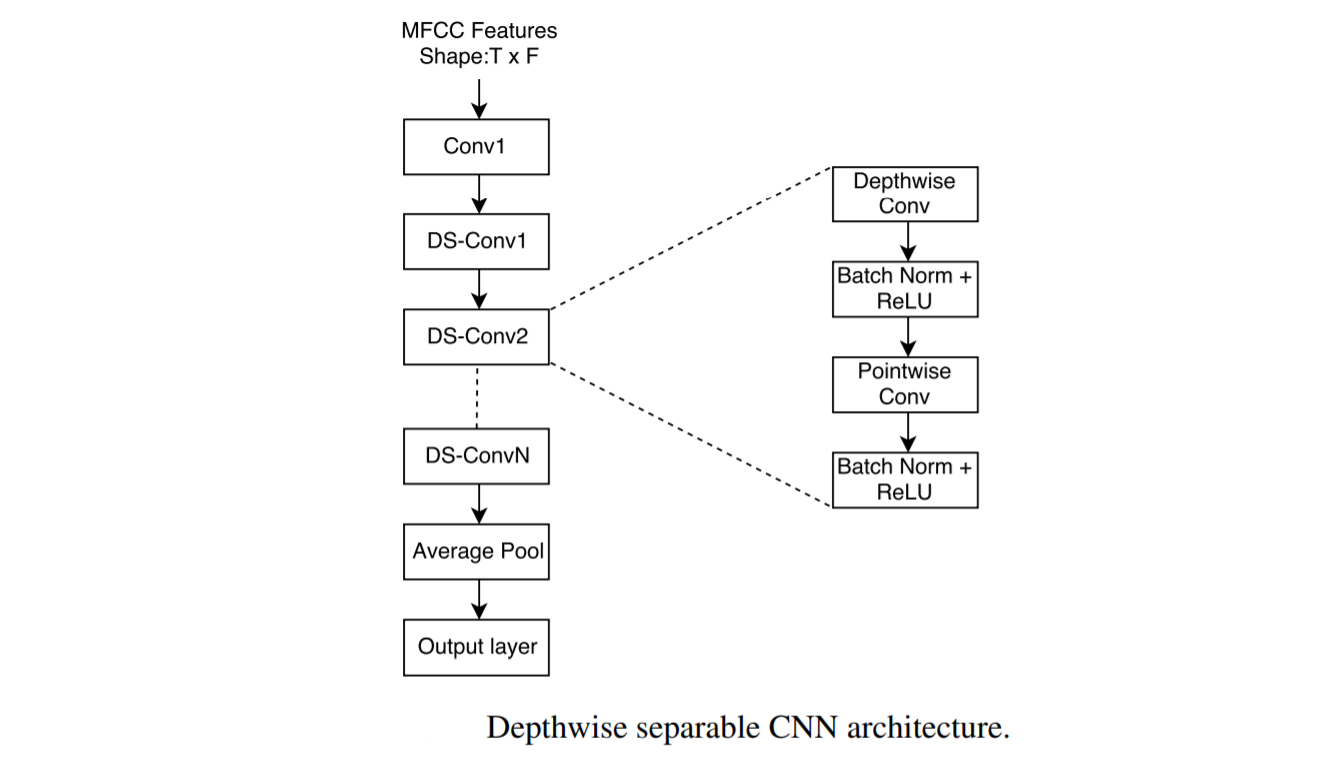 MFCC Features
Shape:T x F
Conv1
DS-Conv1
DS-Conv2
DS-ConvN
Average Pool
Output layer
Depthwise
Conv
Batch Norm +
ReLU
Pointwise
Conv
Batch Norm +
ReLU
Depthwise separable CNN architecture.